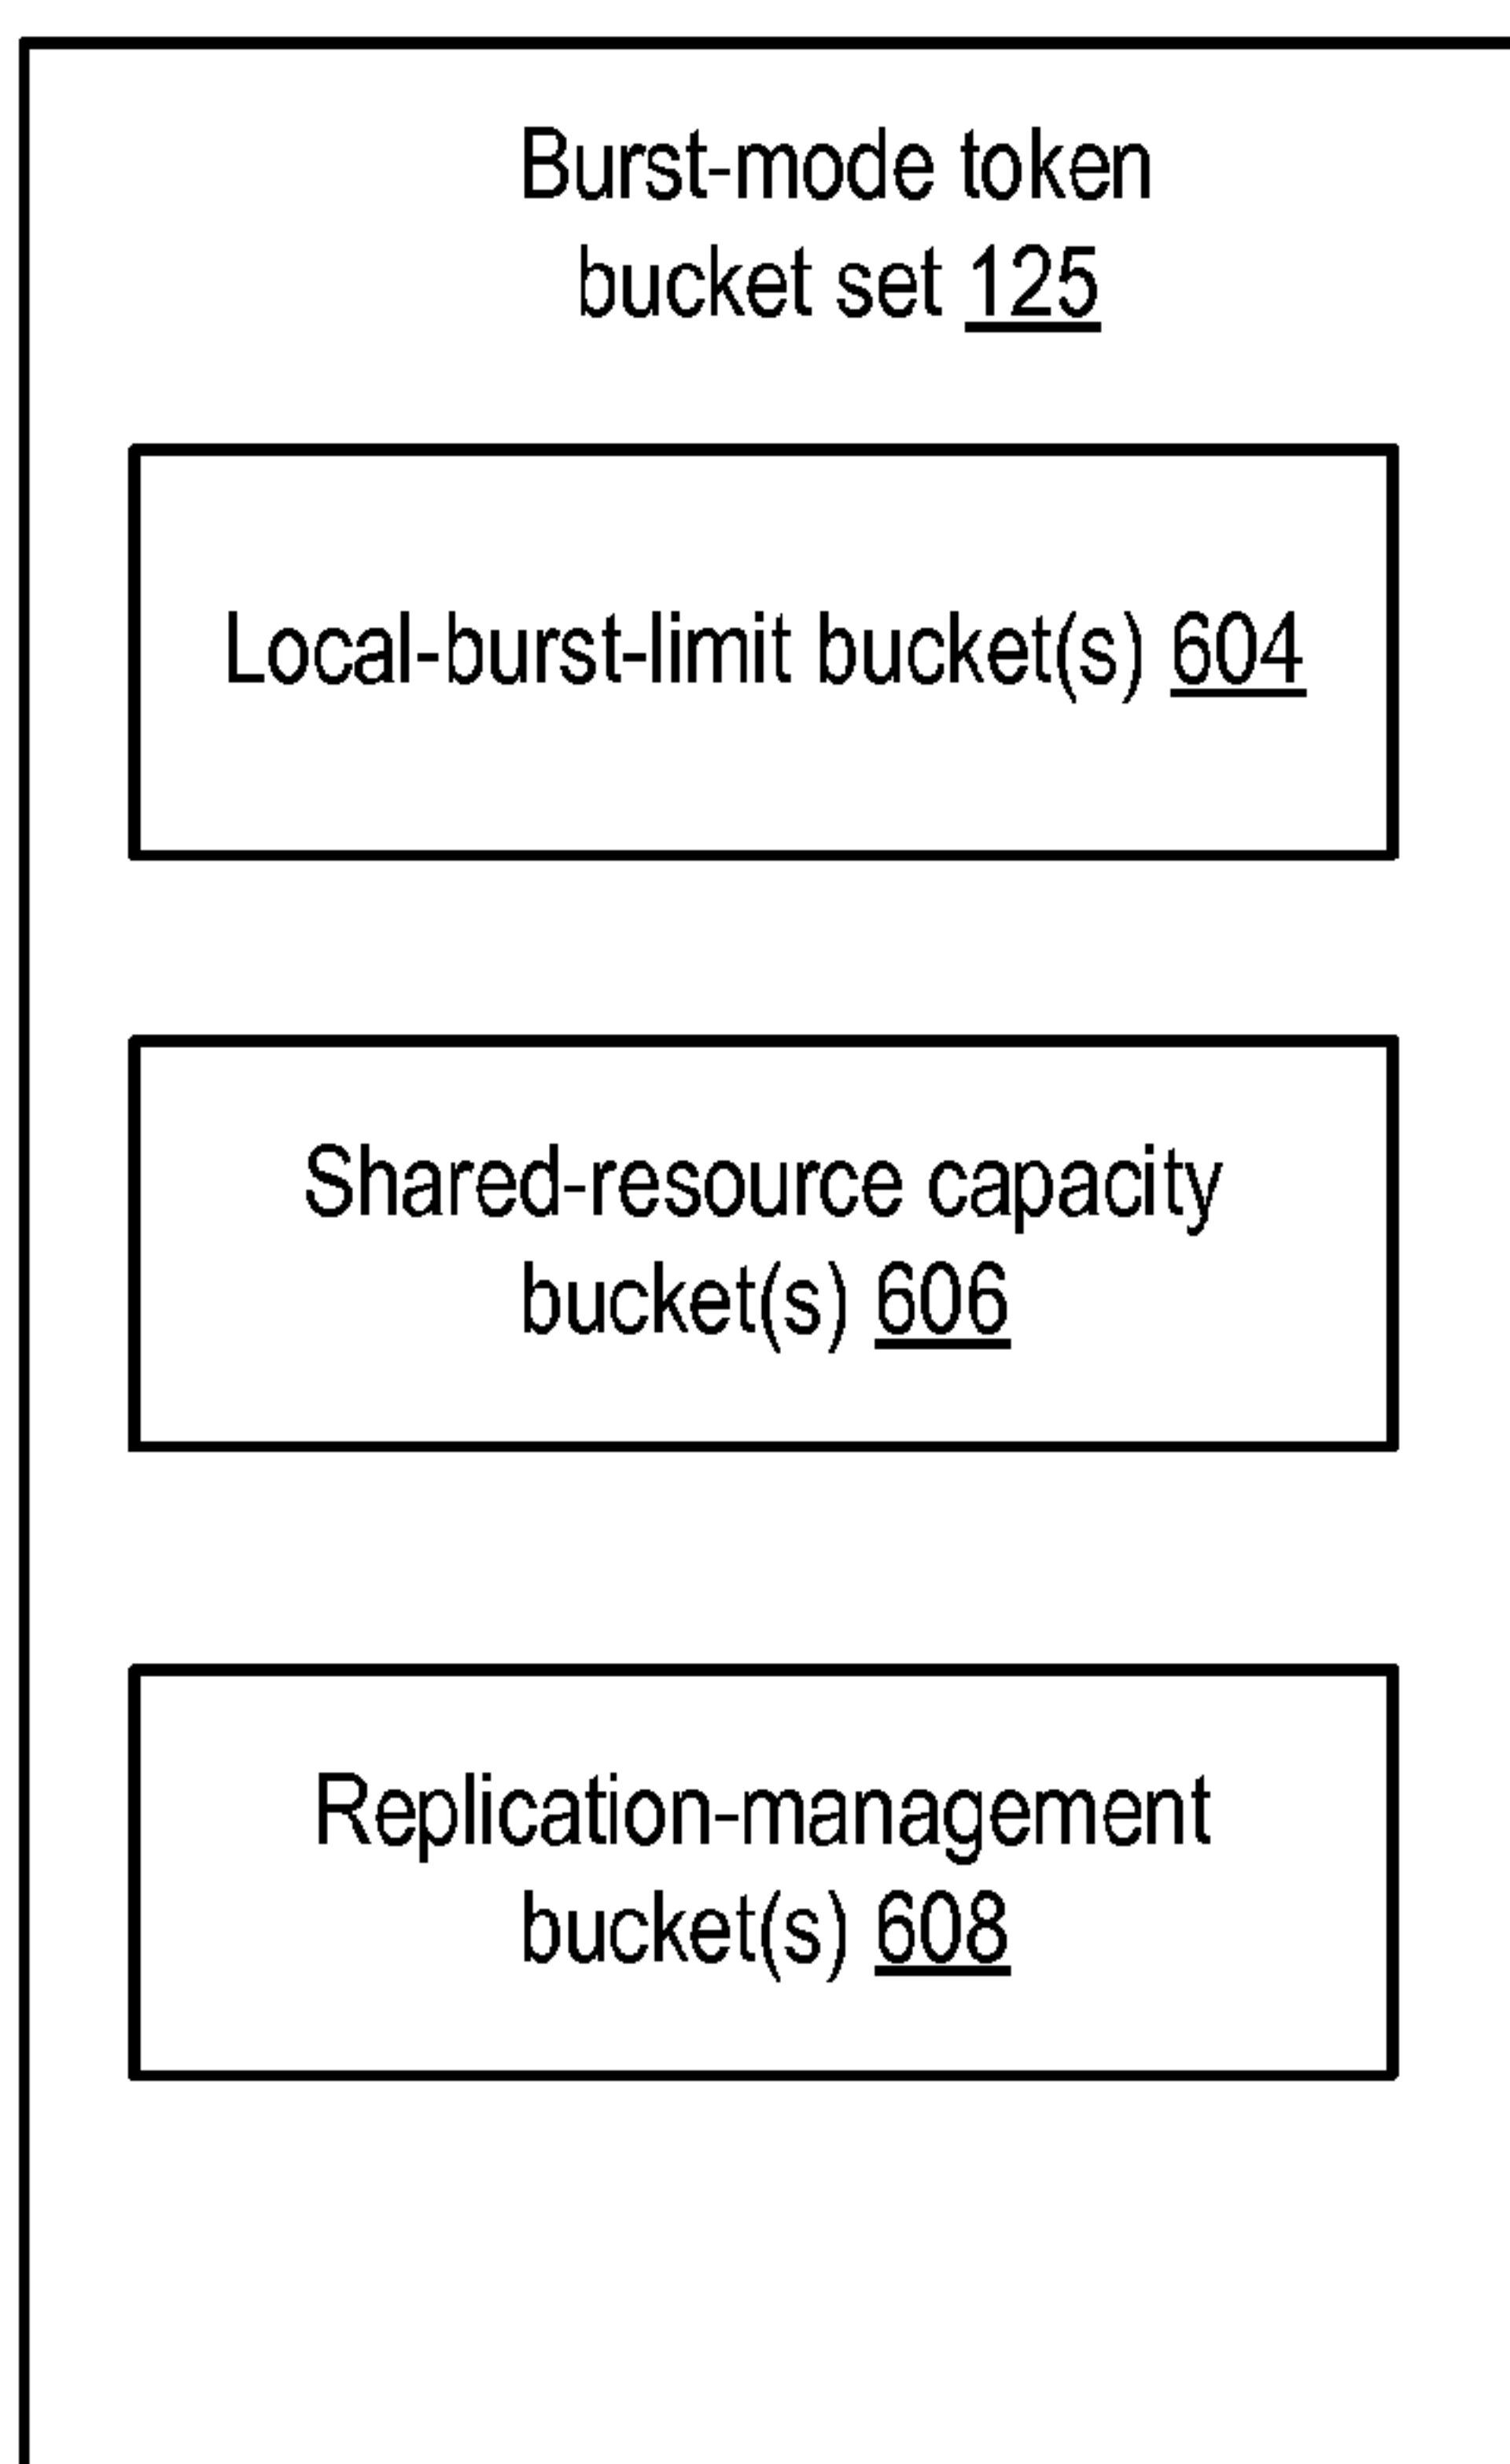 Burst-mode token
bucket set 125
Local-burst-limit bucket(s) 604
Shared-resource capacity
bucket(s) 606
Replication-management
bucket(s) 608